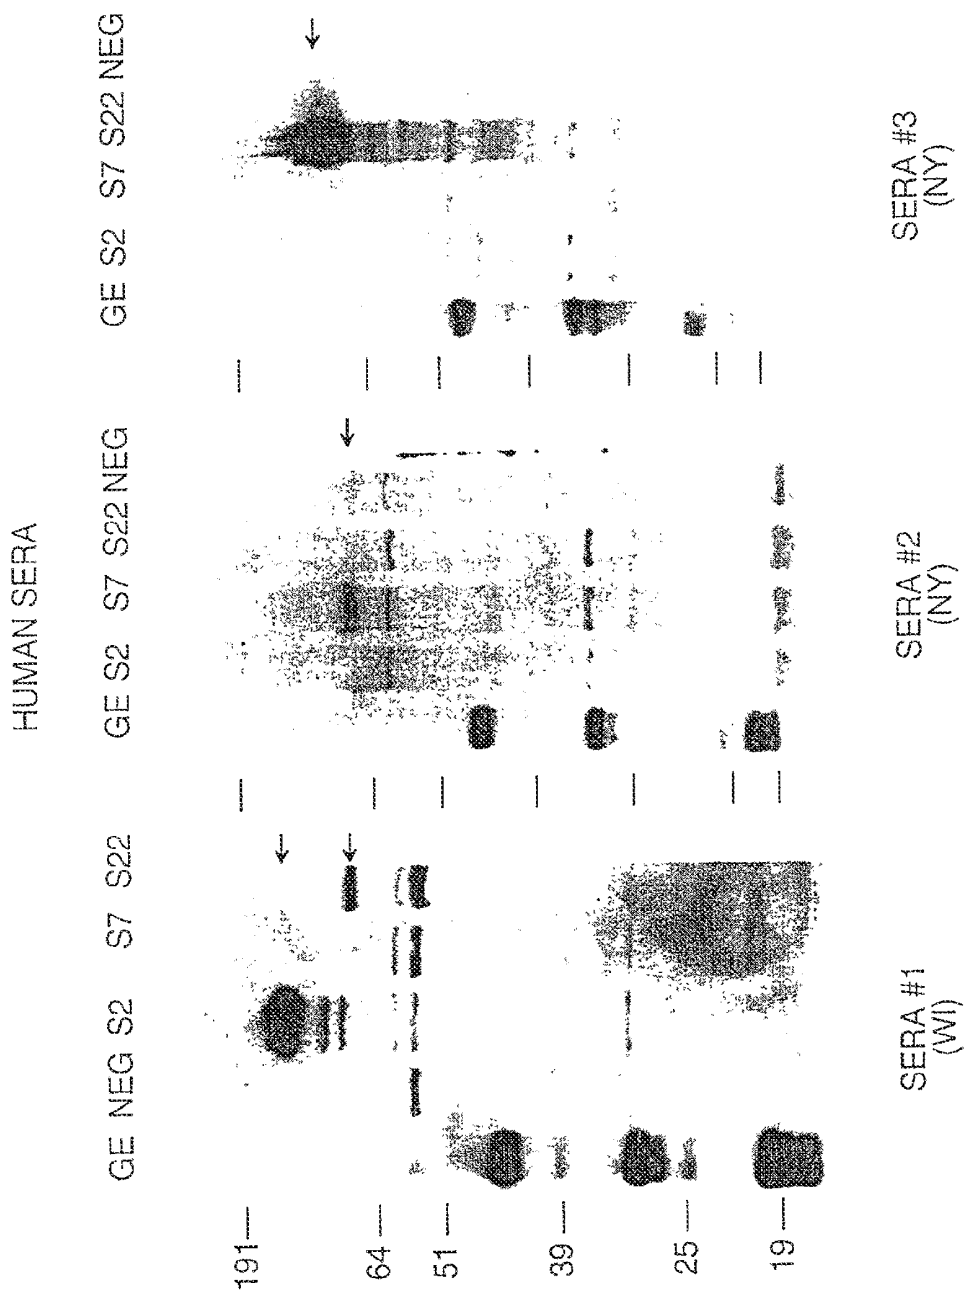 HUMAN SERA
GE NEG S2 S7 S22
GE S2 S7 S22 NEG
GE S2 S7 S22 NEG
191
64
51
39
25
19
SERA #1
(WI)
SERA #2
(NY)
SERA #3
(NY)